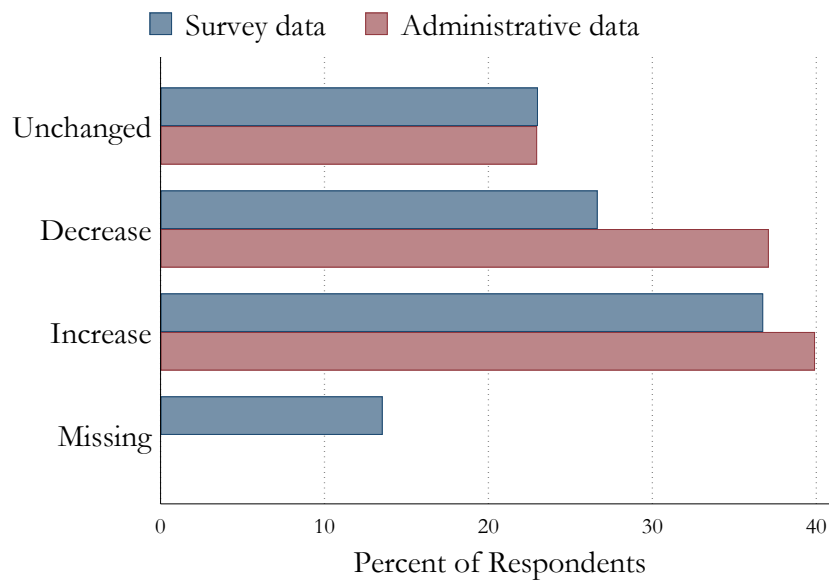 Survey data Administrative data
Unchanged
Decrease
Increase
Missing
0 10 20 30 40
Percent of Respondents